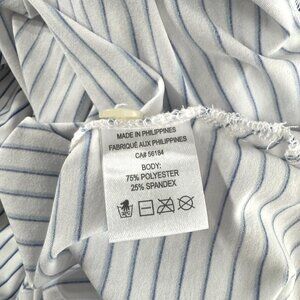 MADE IN PHILIPPINES
FABRIQUÉ AUX PHILIPPINES
CA# 56184
BODY:
75% POLYESTER
25% SPANDEX